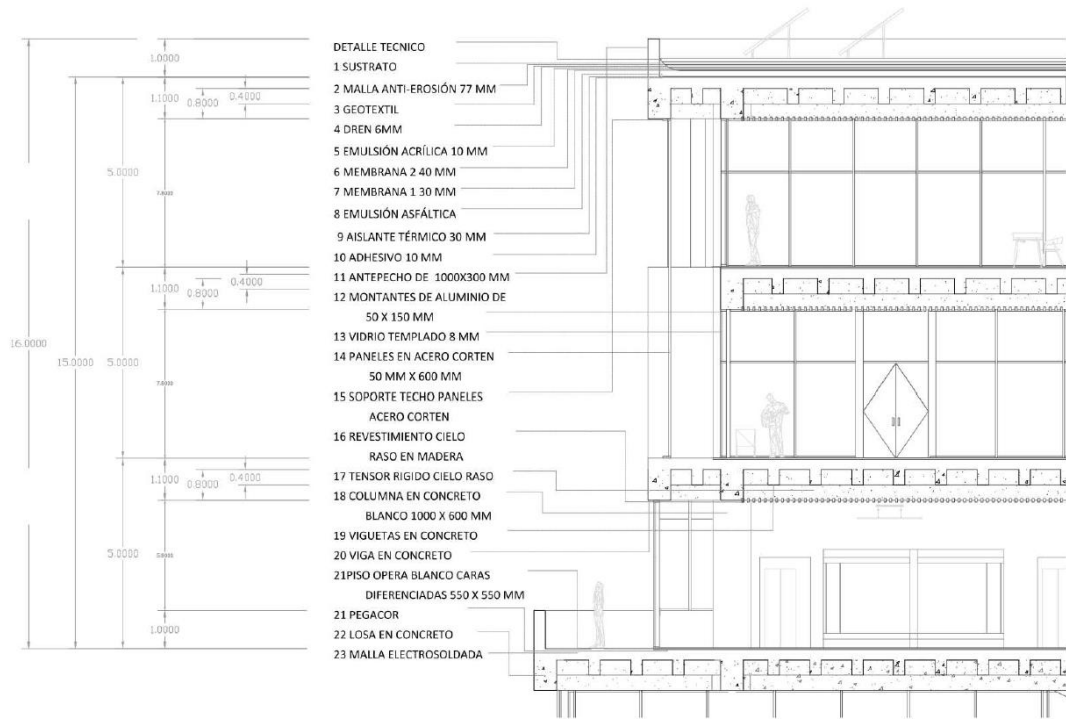 DETALLE TECNICO
1 SUSTRATO
2 MALLA ANTI-EROSIÓN 77 MM
3 GEOTEXTIL
4 DREN 6MM
5 EMULSIÓN ACRÍLICA 10 MM
6 MEMBRANA 2 40 MM
7 MEMBRANA 1 30 MM
8 EMULSIÓN ASFÁLTICA
9 AISLANTE TÉRMICO 30 MM
10 ADHESIVO 10 MM
11 ANTEPECHO DE 1000X300 MM
12 MONTANTES DE ALUMINIO DE
50 X 150 MM
13 VIDRIO TEMPLADO 8 MM
14 PANELES EN ACERO CORTEN
50 MM X 600 MM
15 SOPORTE TECHO PANELES
ACERO CORTEN
16 REVESTIMIENTO CIELO
RASO EN MADERA
17 TENSOR RIGIDO CIELO RASO
18 COLUMNA EN CONCRETO
BLANCO 1000 X 600 MM
19 VIGUETAS EN CONCRETO
20 VIGA EN CONCRETO
21PISO OPERA BLANCO CARAS
DIFERENCIADAS 550 X 550 MM
21 PEGACOR
22 LOSA EN CONCRETO
23 MALLA ELECTROSOLDADA
1.0000
1.1000
0.8000
0.4000
5.0000
1.1000
0.8000
0.4000
16.0000
15.0000
5.0000
1.1000
0.8000
0.4000
5.0000
1.0000